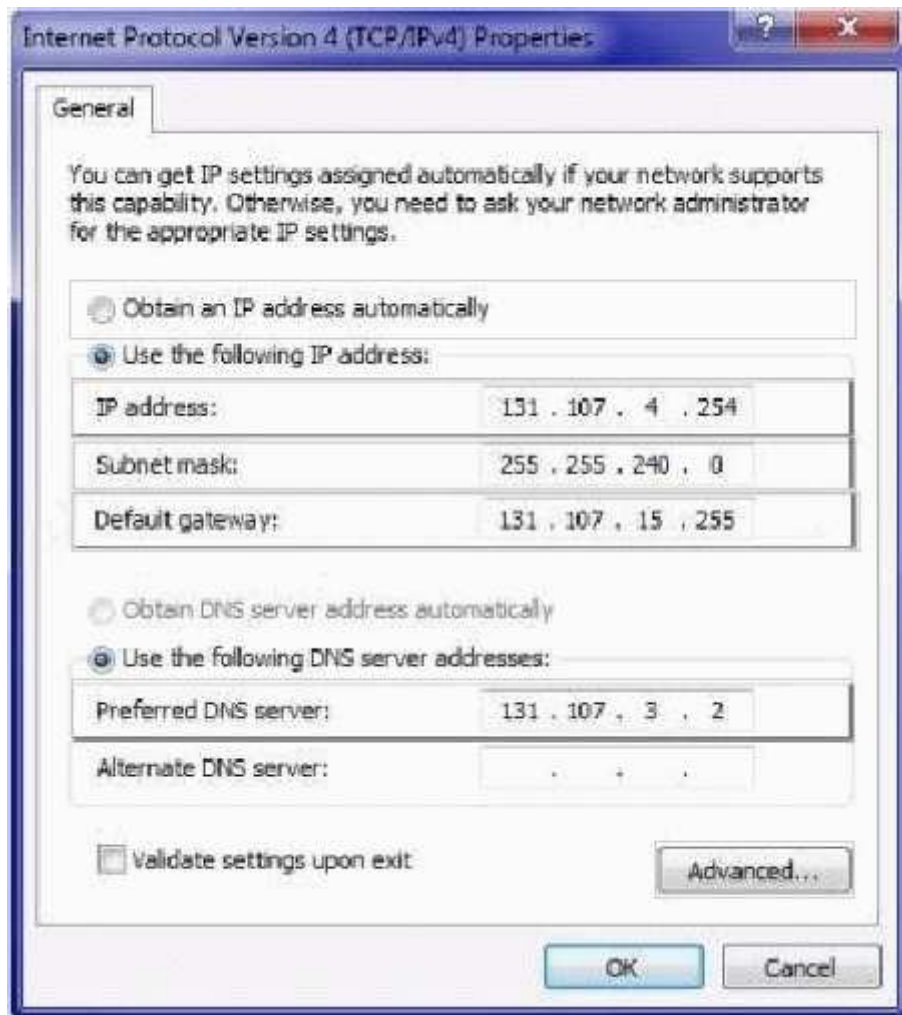 Internet Protocol Version 4 (TCP/IPv4) Properties
?
X
General
You can get IP settings assigned automatically if your network supports
this capability. Otherwise, you need to ask your network administrator
for the appropriate IP settings.
Obtain an IP address automatically
Use the following IP address:
IP address: 131 . 107 . 4 . 254
Subnet mask: 255 . 255 . 240 . 0
Default gateway: 131 . 107 . 15 . 255
Obtain DNS server address automatically
Use the following DNS server addresses:
Preferred DNS server: 131 . 107 . 3 . 2
Alternate DNS server: . . .
Validate settings upon exit
Advanced...
OK Cancel